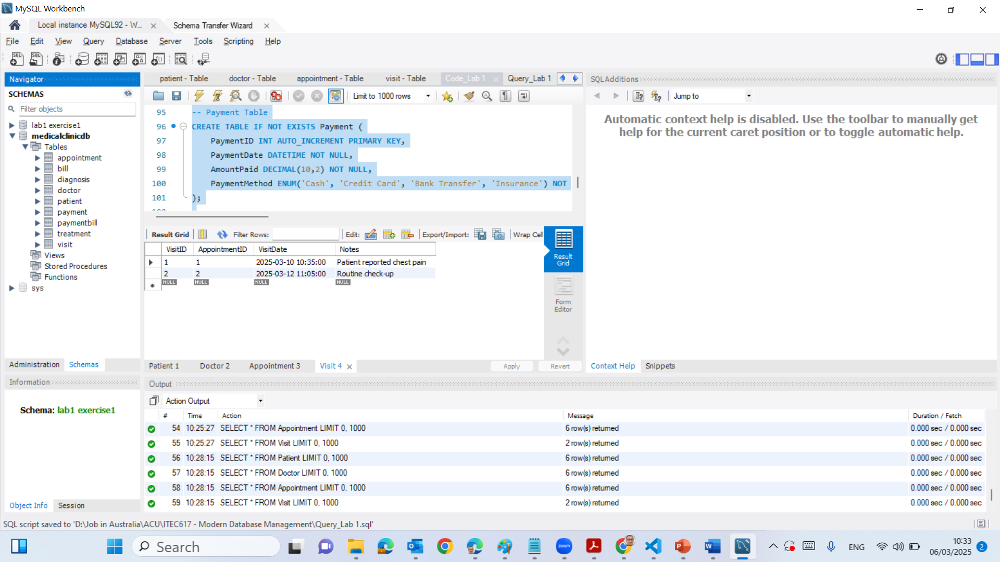 MySQL Workbench
Local instance MySQL92 - W...
Schema Transfer Wizard
File Edit View Query Database Server Tools Scripting Help
Navigator
SCHEMAS
Filter objects
lab1 exercise1
medicalclinicdb
Tables
appointment
bill
diagnosis
doctor
patient
payment
paymentbill
treatment
visit
Views
Stored Procedures
Functions
sys
Administration Schemas
Information
Schema: lab1 exercise1
Object Info Session
patient - Table doctor - Table appointment - Table visit - Table Code_Lab 1 Query_Lab 1
Limit to 1000 rows
95 -- Payment Table
96 CREATE TABLE IF NOT EXISTS Payment (
97 PaymentID INT AUTO_INCREMENT PRIMARY KEY,
98 PaymentDate DATETIME NOT NULL,
99 AmountPaid DECIMAL(10,2) NOT NULL,
100 PaymentMethod ENUM('Cash', 'Credit Card', 'Bank Transfer', 'Insurance') NOT
101 );
Result Grid Filter Rows: Edit: Export/Import: Wrap Cell
VisitID AppointmentID VisitDate Notes
1 1 2025-03-10 10:35:00 Patient reported chest pain
2 2 2025-03-12 11:05:00 Routine check-up
NULL NULL NULL NULL
Result
Grid
Form
Editor
Patient 1 Doctor 2 Appointment 3 Visit 4 Apply Revert
SQLAdditions
Jump to
Automatic context help is disabled. Use the toolbar to manually get
help for the current caret position or to toggle automatic help.
Context Help Snippets
Output
Action Output
# Time Action Message Duration / Fetch
54 10:25:27 SELECT * FROM Appointment LIMIT 0, 1000 6 row(s) returned 0.000 sec / 0.000 sec
55 10:25:27 SELECT * FROM Visit LIMIT 0, 1000 2 row(s) returned 0.000 sec / 0.000 sec
56 10:28:15 SELECT * FROM Patient LIMIT 0, 1000 6 row(s) returned 0.000 sec / 0.000 sec
57 10:28:15 SELECT * FROM Doctor LIMIT 0, 1000 6 row(s) returned 0.000 sec / 0.000 sec
58 10:28:15 SELECT * FROM Appointment LIMIT 0, 1000 6 row(s) returned 0.000 sec / 0.000 sec
59 10:28:15 SELECT * FROM Visit LIMIT 0, 1000 2 row(s) returned 0.000 sec / 0.000 sec
SQL script saved to 'D:\Job in Australia\ACU\ITEC617 - Modern Database Management\Query_Lab 1.sql'
Search
zoom
ENG
10:33
06/03/2025
2